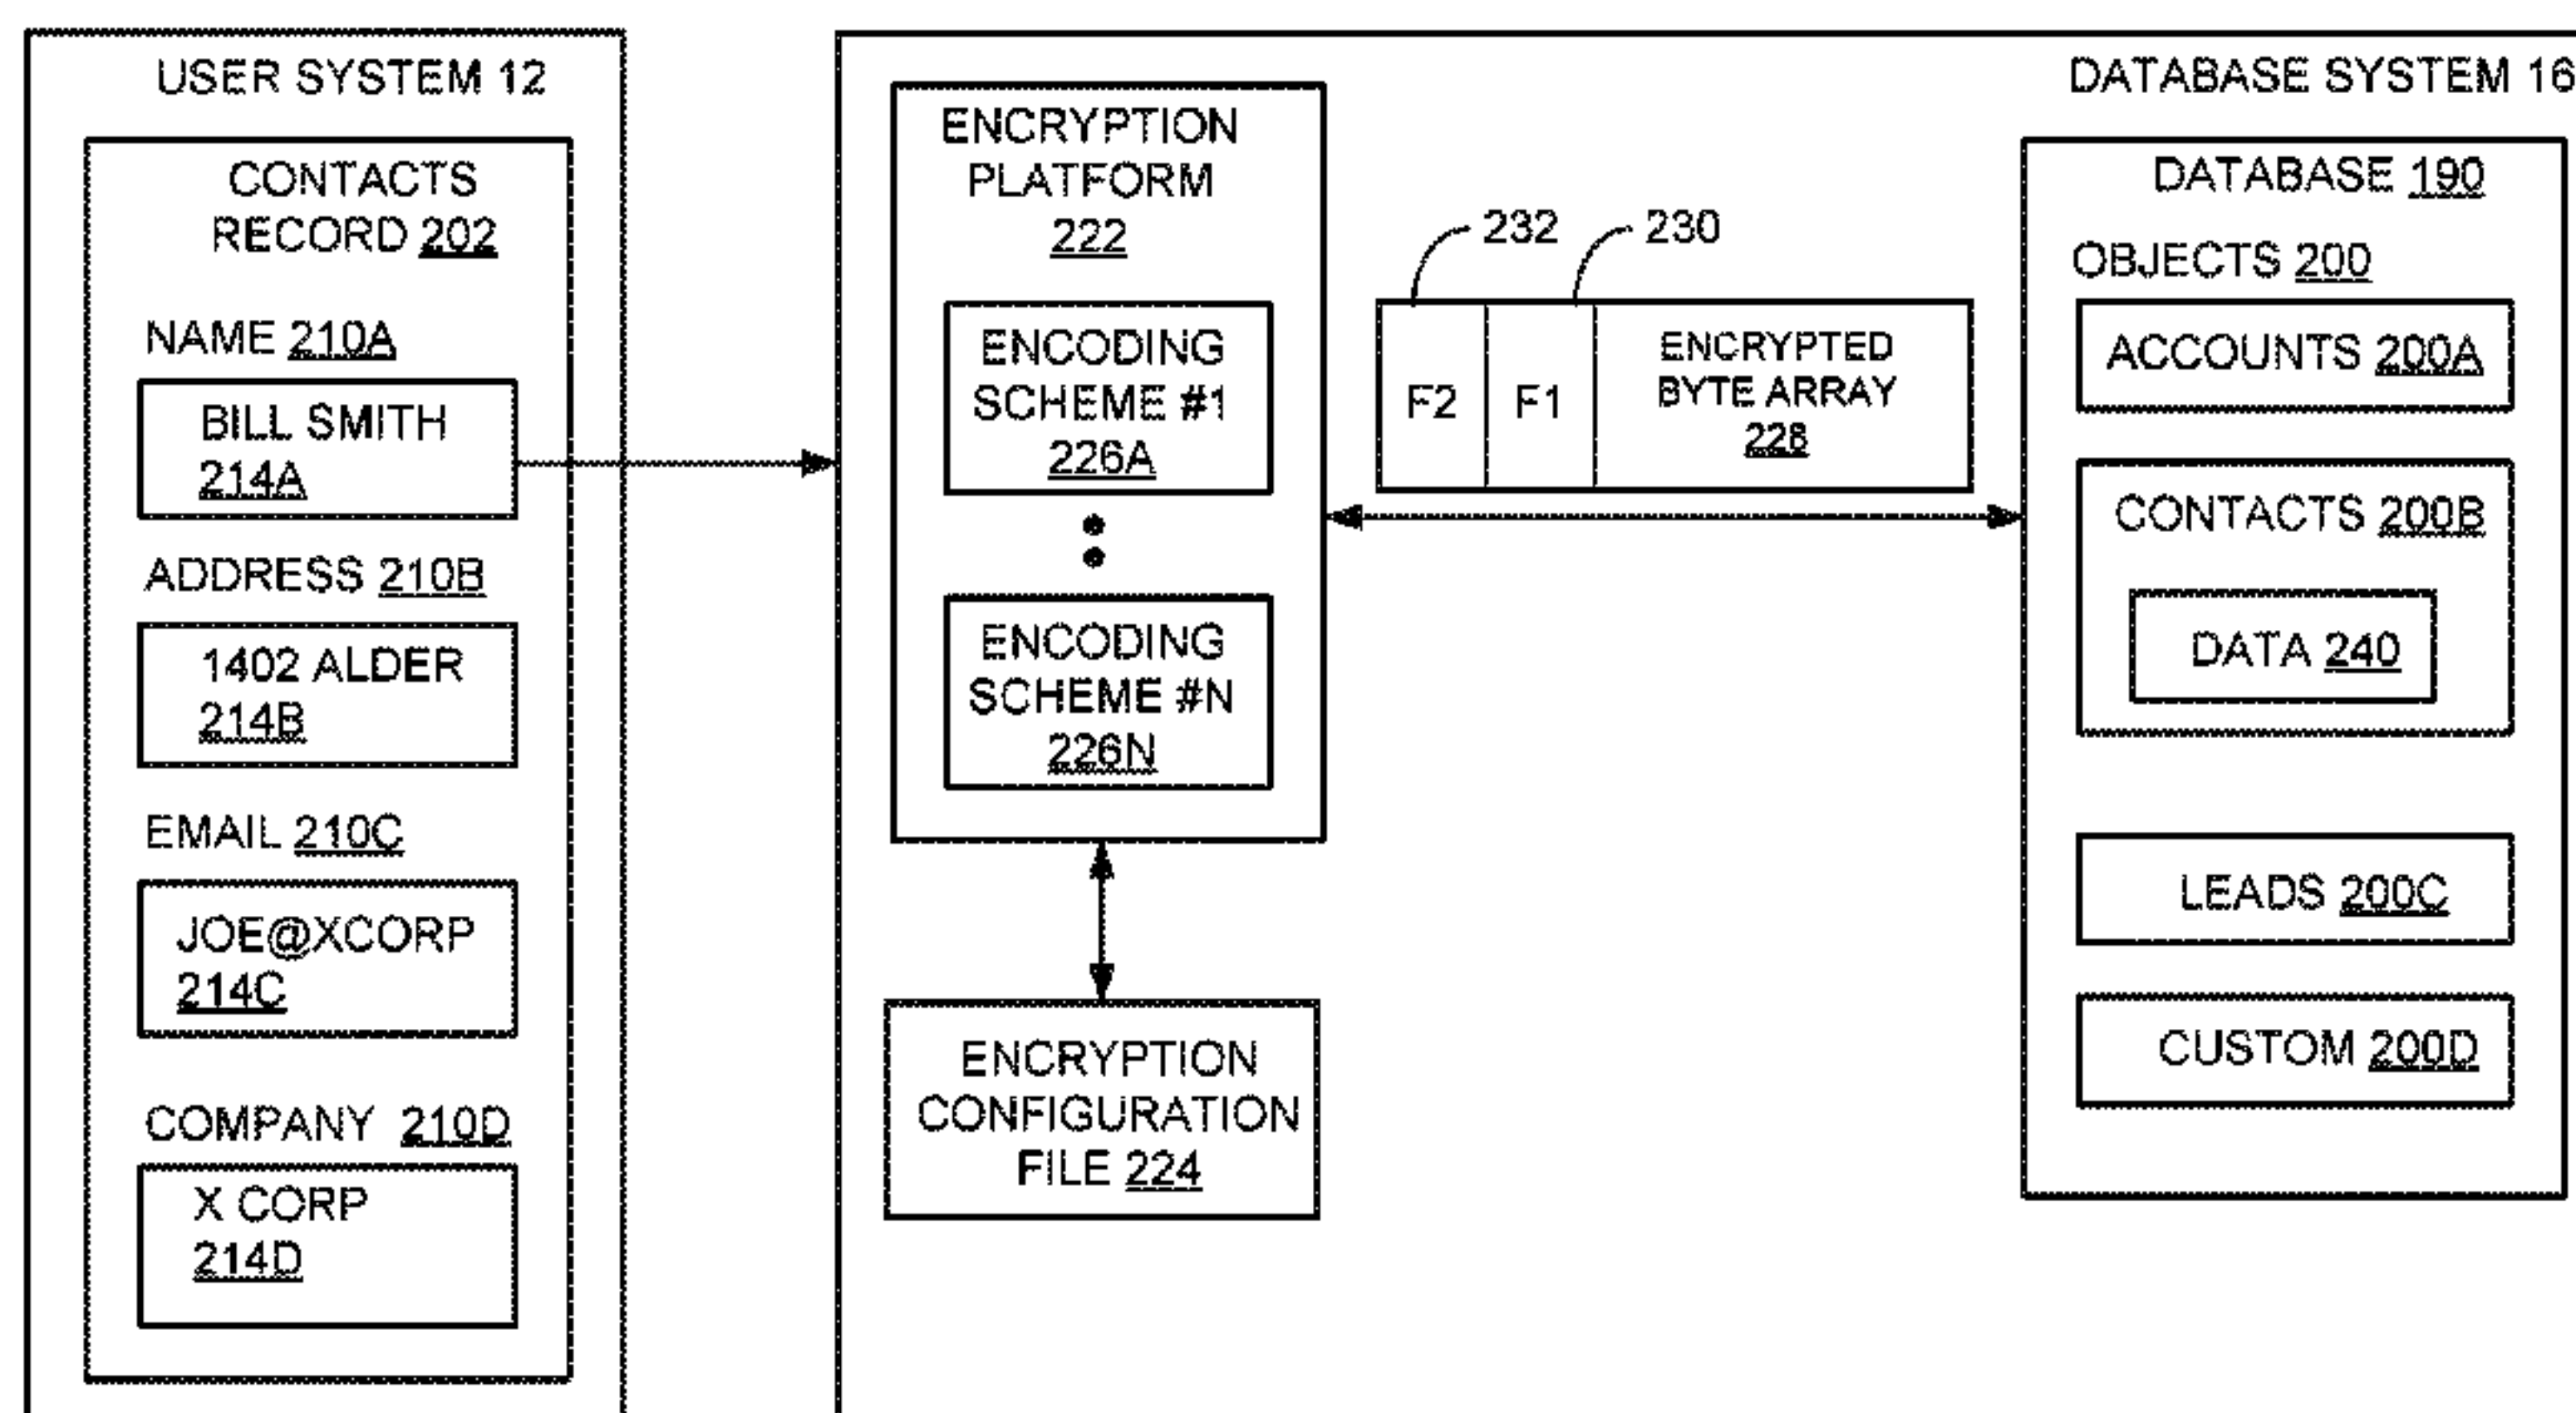 USER SYSTEM 12
CONTACTS
RECORD 202
NAME 210A
BILL SMITH
214A
ADDRESS 210B
1402 ALDER
214B
EMAIL 210C
JOE@XCORP
214C
COMPANY 210D
X CORP
214D
DATABASE SYSTEM 16
ENCRYPTION
PLATFORM
222
ENCODING
SCHEME #1
226A
ENCODING
SCHEME #N
226N
ENCRYPTION
CONFIGURATION
FILE 224
232
230
F2
F1
ENCRYPTED
BYTE ARRAY
228
DATABASE 190
OBJECTS 200
ACCOUNTS 200A
CONTACTS 200B
DATA 240
LEADS 200C
CUSTOM 200D